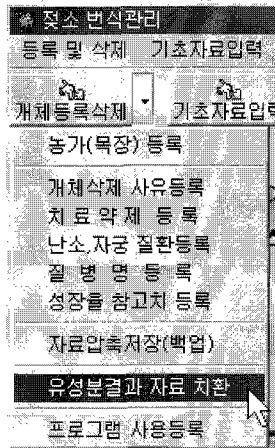 젖소 번식관리
등록 및 삭제 기초자료입력
개체등록삭제 기초자료입력
농가(목장) 등록
개체삭제 사유등록
치 료 약 제 등 록
난소,자궁 질환등록
질 병 명 등 록
성장율 참고치 등록
자료압축저장(백업)
유성분결과 자료 치환
프로그램 사용등록